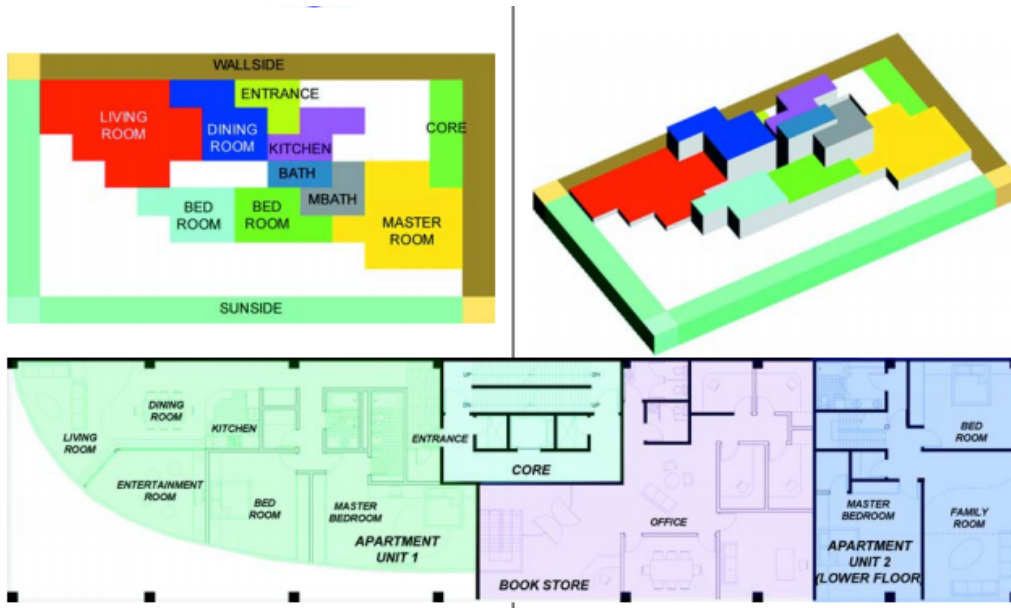 WALLSIDE
LIVING
ROOM
DINING
ROOM
ENTRANCE
KITCHEN
CORE
BATH
MBATH
BED
ROOM
BED
ROOM
MASTER
ROOM
SUNSIDE
DINING
ROOM
LIVING
ROOM
KITCHEN
ENTERTAINMENT
ROOM
BED
ROOM
MASTER
BEDROOM
APARTMENT
UNIT 1
ENTRANCE
CORE
OFFICE
BOOK STORE
BED
ROOM
MASTER
BEDROOM
FAMILY
ROOM
APARTMENT
UNIT 2
(LOWER FLOOR)